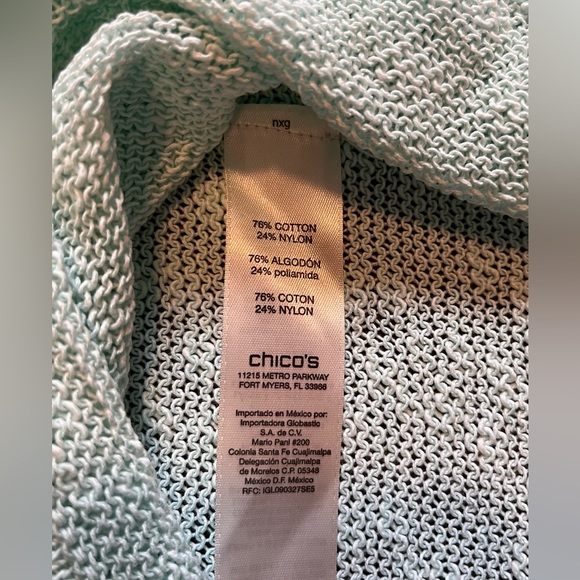 nxg
76% COTTON
24% NYLON
76% ALGODÓN
24% poliamida
76% COTON
24% NYLON
chico's
11215 METRO PARKWAY
FORT MYERS, FL 33966
Importado en México por:
Importadora Globastic
S.A. de C.V.
Mario Pani #200
Colonia Santa Fe Cuajimalpa
Delegación Cuajimalpa
de Morelos C.P. 05348
México D.F. México
RFC: IGL090327SE5